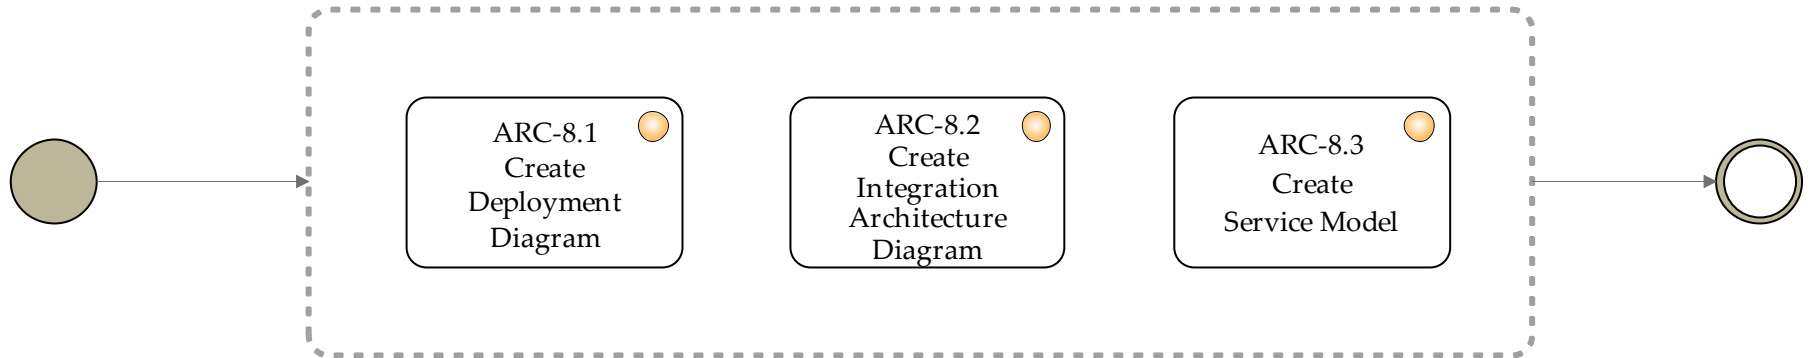 ARC-8.1
Create
Deployment
Diagram
ARC-8.2
Create
Integration
Architecture
Diagram
ARC-8.3
Create
Service Model